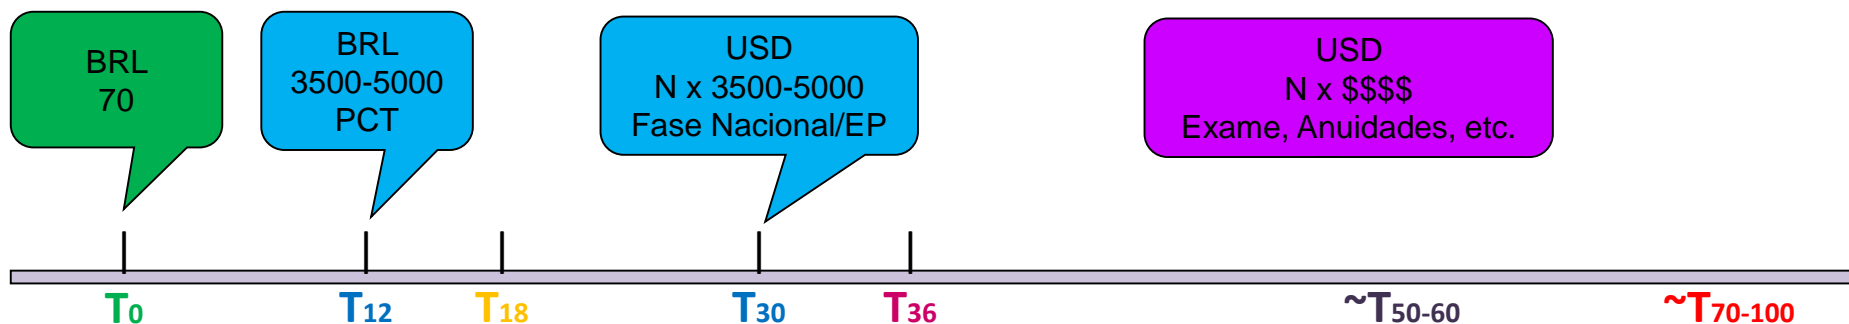 BRL
70
BRL
3500-5000
PCT
USD
N x 3500-5000
Fase Nacional/EP
USD
N x $$$$
Exame, Anuidades, etc.
T0
T12
T18
T30
T36
~T50-60
~T70-100